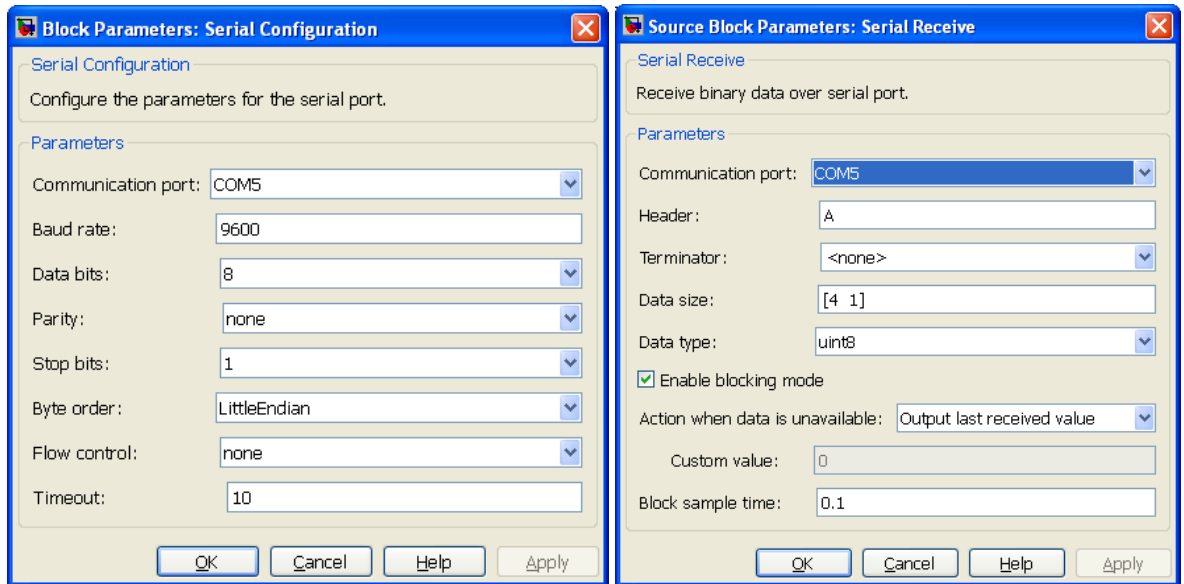 Block Parameters: Serial Configuration
Serial Configuration
Configure the parameters for the serial port.
Parameters
Communication port: COM5
Baud rate: 9600
Data bits: 8
Parity: none
Stop bits: 1
Byte order: LittleEndian
Flow control: none
Timeout: 10
OK Cancel Help Apply
Source Block Parameters: Serial Receive
Serial Receive
Receive binary data over serial port.
Parameters
Communication port: COM5
Header: A
Terminator: <none>
Data size: [4 1]
Data type: uint8
Enable blocking mode
Action when data is unavailable: Output last received value
Custom value: 0
Block sample time: 0.1
OK Cancel Help Apply